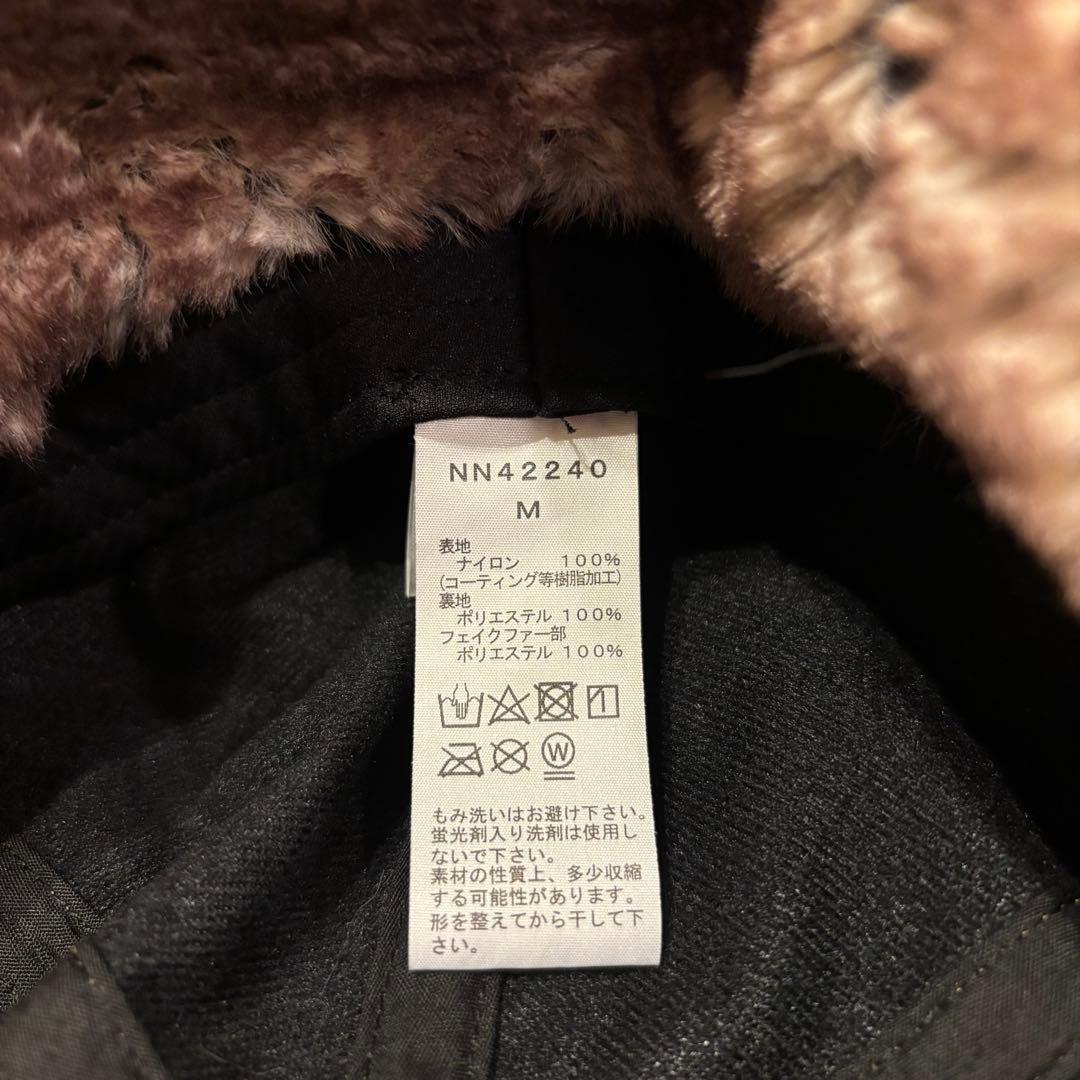 NN42240
M
表地
ナイロン 100%
(コーティング等樹脂加工)
裏地
ポリエステル 100%
フェイクファー部
ポリエステル 100%
W
もみ洗いはお避け下さい。
蛍光剤入り洗剤は使用し
ないで下さい。
素材の性質上、多少収縮
する可能性があります。
形を整えてから干して下
さい。